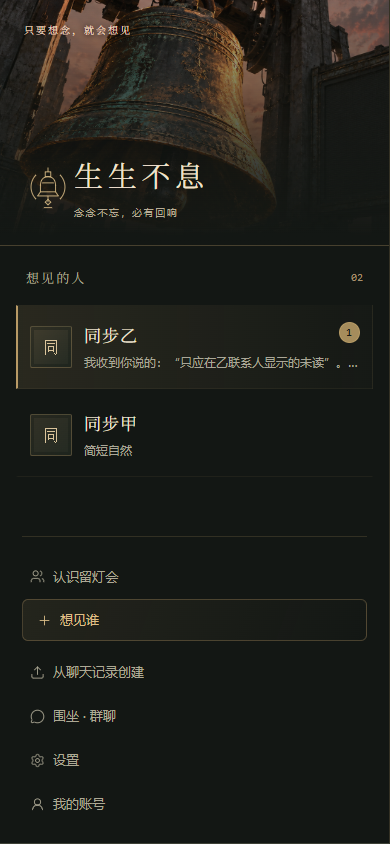 只要想念，就会想见
生生不息
念念不忘，必有回响
想见的人 02
同 同步乙 1
我收到你说的：“只应在乙联系人显示的未读”。…
同 同步甲
简短自然
认识留灯会
想见谁
从聊天记录创建
围坐·群聊
设置
我的账号